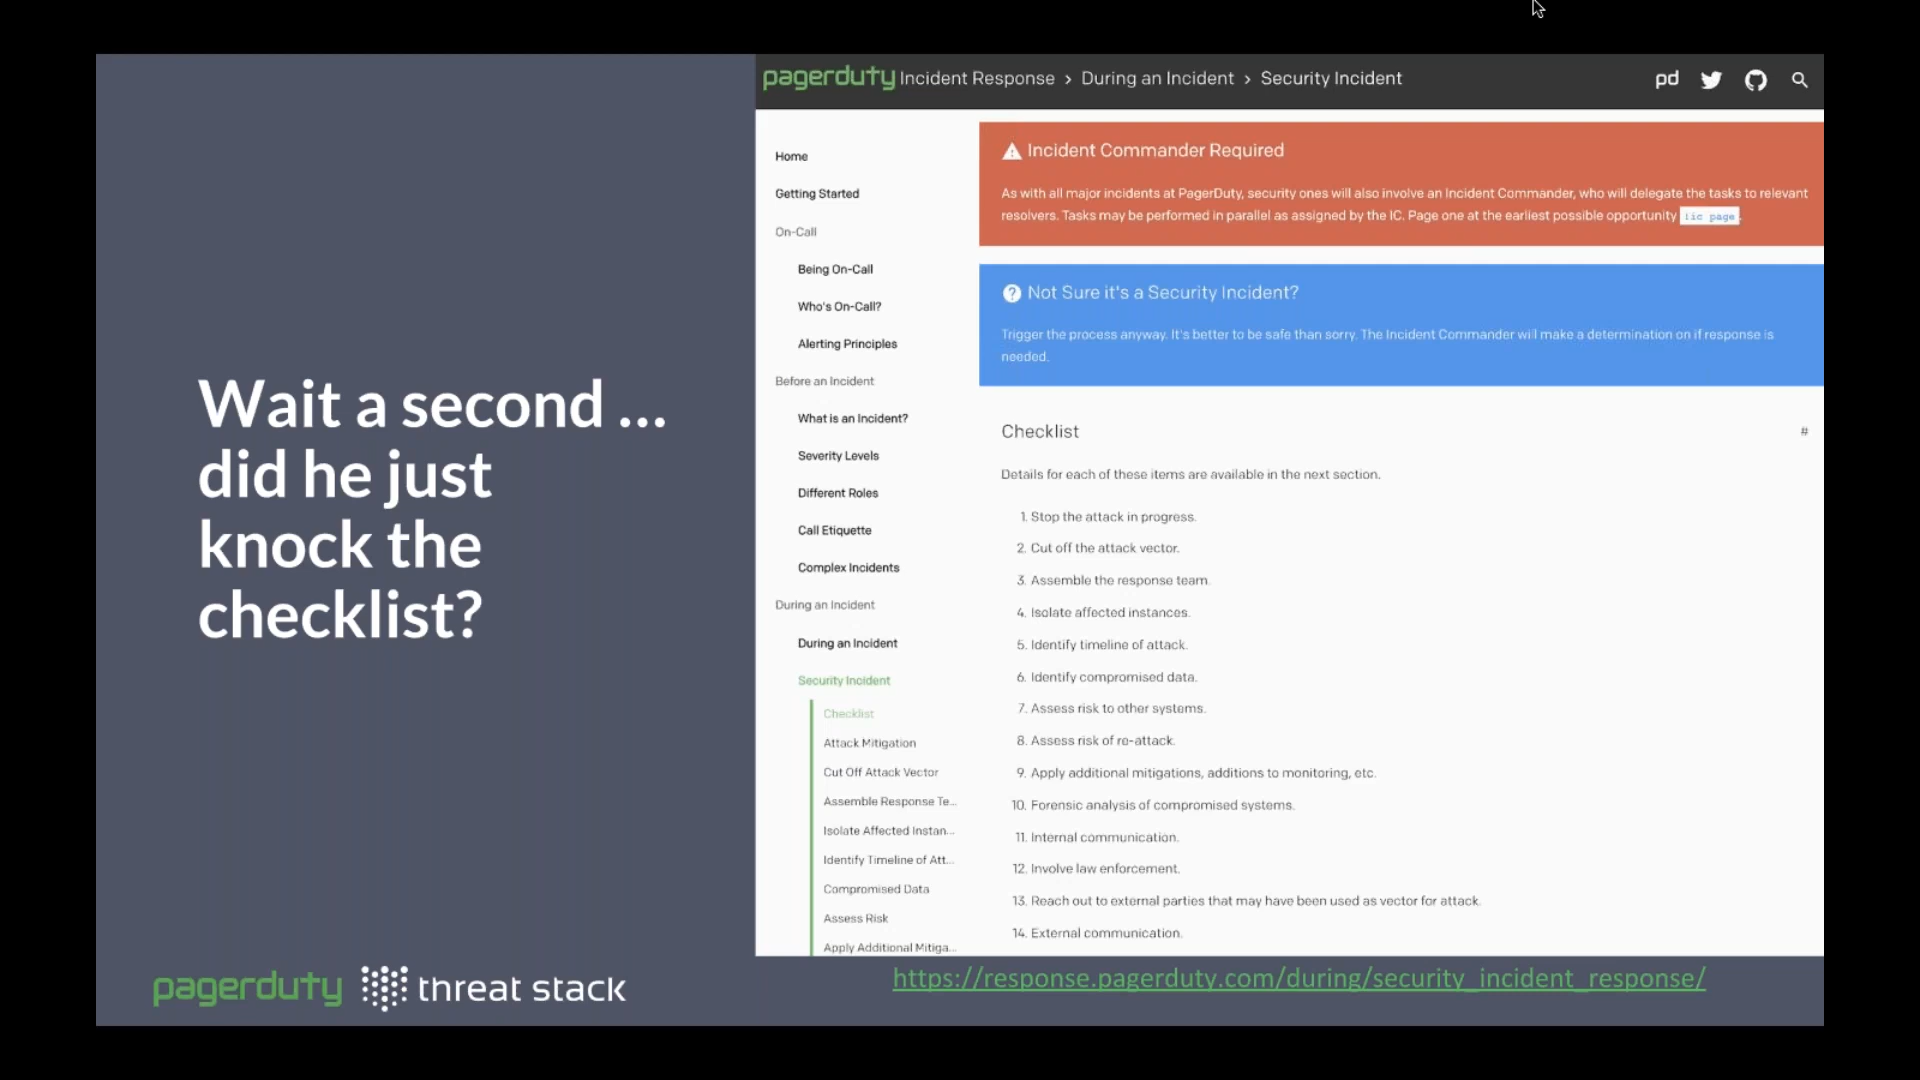 Wait a second ...
did he just
knock the
checklist?
pagerduty Incident Response › During an Incident › Security Incident
pd
Home
Getting Started
On-Call
Being On-Call
Who's On-Call?
Alerting Principles
Before an Incident
What is an Incident?
Severity Levels
Different Roles
Call Etiquette
Complex Incidents
During an Incident
During an Incident
Security Incident
Checklist
Attack Mitigation
Cut Off Attack Vector
Assemble Response Te...
Isolate Affected Instan...
Identify Timeline of Att...
Compromised Data
Assess Risk
Apply Additional Mitiga...
Incident Commander Required
As with all major incidents at PagerDuty, security ones will also involve an Incident Commander, who will delegate the tasks to relevant
resolvers. Tasks may be performed in parallel as assigned by the IC. Page one at the earliest possible opportunity !ic page.
Not Sure it's a Security Incident?
Trigger the process anyway. It's better to be safe than sorry. The Incident Commander will make a determination on if response is
needed.
Checklist #
Details for each of these items are available in the next section.
1. Stop the attack in progress.
2. Cut off the attack vector.
3. Assemble the response team.
4. Isolate affected instances.
5. Identify timeline of attack.
6. Identify compromised data.
7. Assess risk to other systems.
8. Assess risk of re-attack.
9. Apply additional mitigations, additions to monitoring, etc.
10. Forensic analysis of compromised systems.
11. Internal communication.
12. Involve law enforcement.
13. Reach out to external parties that may have been used as vector for attack.
14. External communication.
pagerduty threat stack
https://response.pagerduty.com/during/security_incident_response/